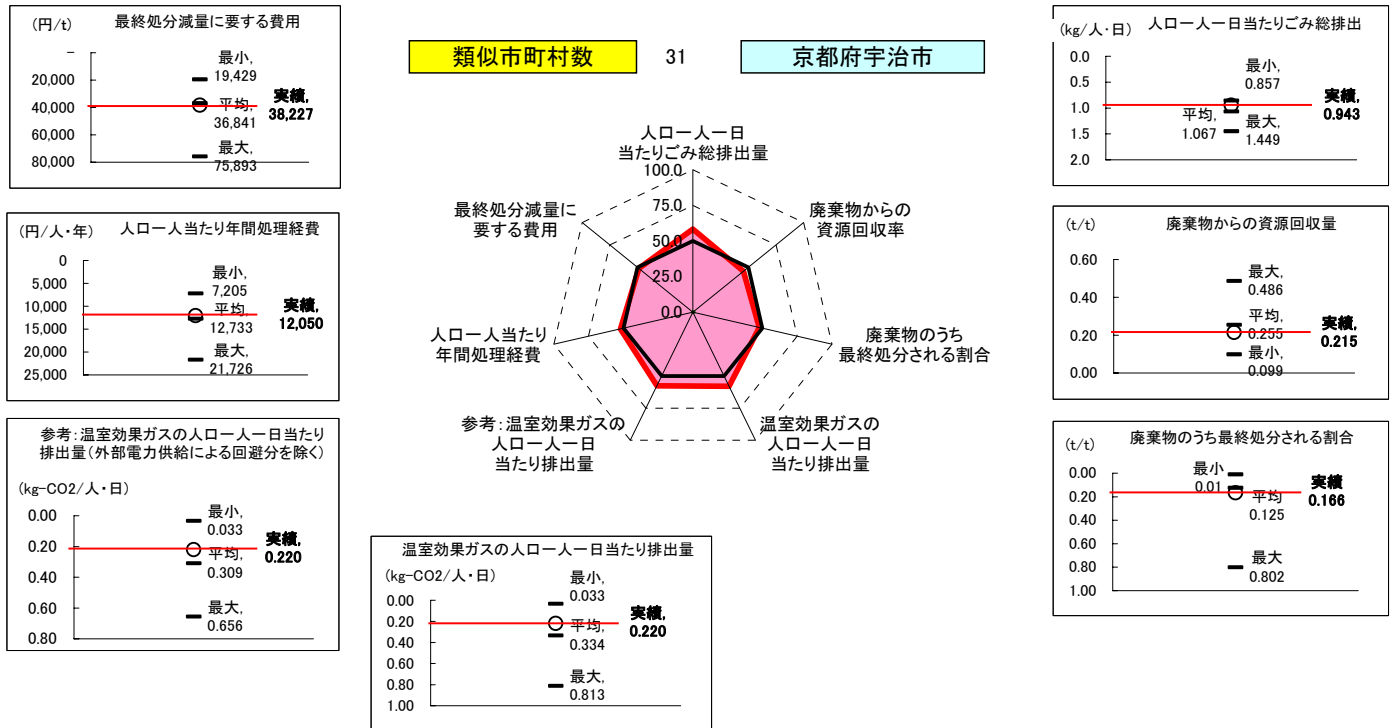 (円/t) 最終処分減量に要する費用
–
20,000
40,000
60,000
80,000
最小,
19,429
平均,
36,841
最大,
75,893
実績,
38,227
(円/人・年) 人口一人当たり年間処理経費
0
5,000
10,000
15,000
20,000
25,000
最小,
7,205
平均,
12,733
最大,
21,726
実績,
12,050
参考：温室効果ガスの人口一人一日当たり
排出量（外部電力供給による回避分を除く）
(kg-CO2/人・日)
0.00
0.20
0.40
0.60
0.80
最小,
0.033
平均,
0.309
最大,
0.656
実績,
0.220
類似市町村数 31 京都府宇治市
人口一人一日
当たりごみ総排出量
廃棄物からの
資源回収率
廃棄物のうち
最終処分される割合
温室効果ガスの
人口一人一日
当たり排出量
参考：温室効果ガスの
人口一人一日
当たり排出量
人口一人当たり
年間処理経費
最終処分減量に
要する費用
100.0
75.0
50.0
25.0
0.0
温室効果ガスの人口一人一日当たり排出量
(kg-CO2/人・日)
0.00
0.20
0.40
0.60
0.80
1.00
最小,
0.033
平均,
0.334
最大,
0.813
実績,
0.220
(kg/人・日) 人口一人一日当たりごみ総排出
0.0
0.5
1.0
1.5
2.0
最小,
0.857
平均,
1.067
最大,
1.449
実績,
0.943
(t/t) 廃棄物からの資源回収量
0.60
0.40
0.20
0.00
最大,
0.486
平均,
0.255
最小,
0.099
実績,
0.215
(t/t) 廃棄物のうち最終処分される割合
0.00
0.20
0.40
0.60
0.80
1.00
最小
0.01
平均
0.125
最大
0.802
実績
0.166